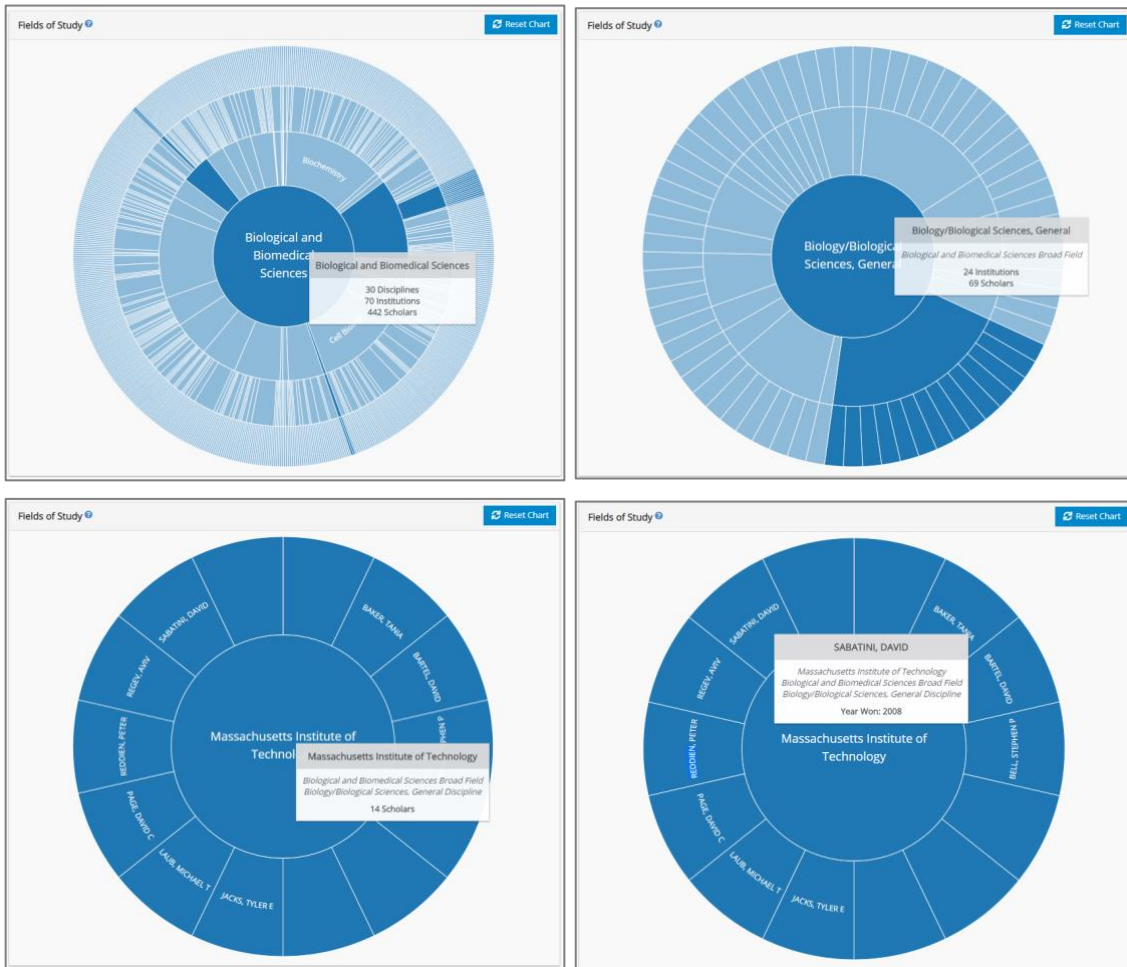 Fields of Study
Reset Chart
Biochemistry
Biological and
Biomedical
Sciences
Biological and Biomedical Sciences
30 Disciplines
70 Institutions
442 Scholars
Cell
Fields of Study
Reset Chart
Biology/Biological
Sciences, General
Biology/Biological Sciences, General
Biological and Biomedical Sciences Broad Field
24 Institutions
69 Scholars
Fields of Study
Reset Chart
SABATINI, DAVID
BAKER, TANIA
REGEV, AVIV
BARTEL, DAVID
REDDIEN, PETER
PHEN P
Massachusetts Institute of
Massachusetts Institute of Technology
Biological and Biomedical Sciences Broad Field
Biology/Biological Sciences, General Discipline
14 Scholars
PAGE, DAVID C
LAUB, MICHAEL T
JACKS, TYLER E
Fields of Study
Reset Chart
SABATINI, DAVID
BAKER, TANIA
REGEV, AVIV
BARTEL, DAVID
SABATINI, DAVID
Massachusetts Institute of Technology
Biological and Biomedical Sciences Broad Field
Biology/Biological Sciences, General Discipline
Year Won: 2008
REDDIEN, PETER
BELL, STEPHEN P
Massachusetts Institute of
Technology
PAGE, DAVID C
LAUB, MICHAEL T
JACKS, TYLER E